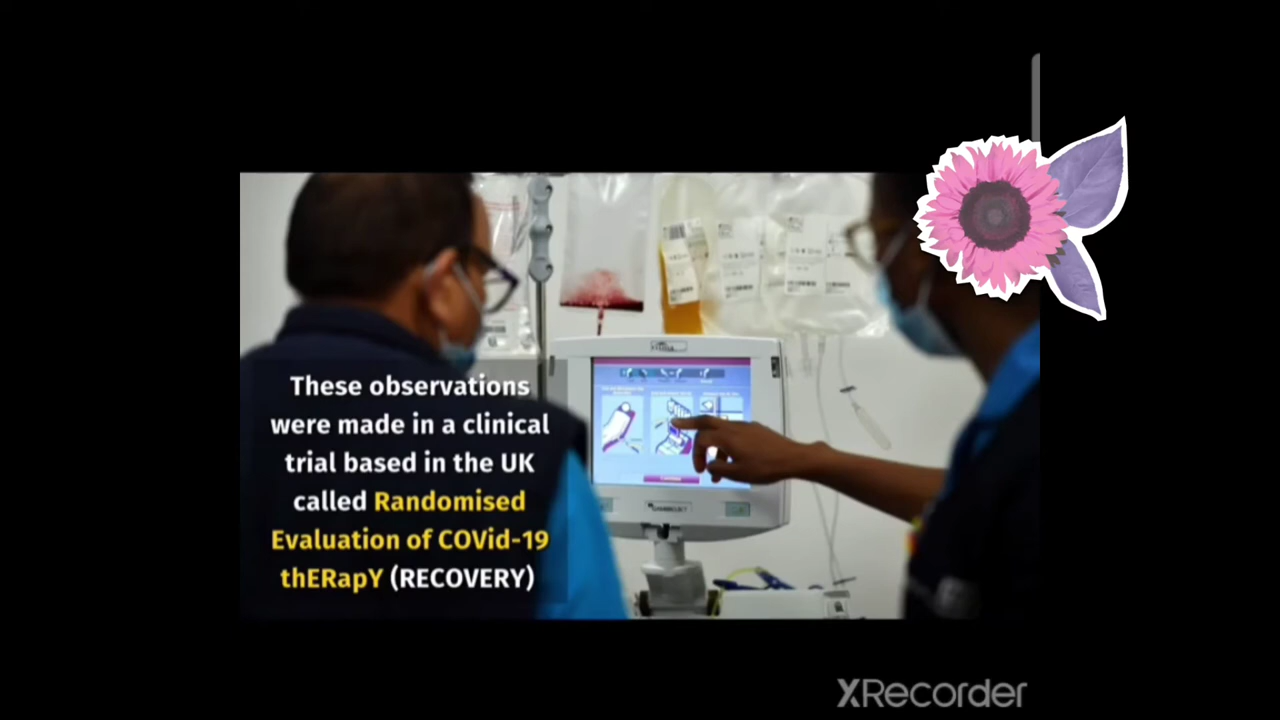 These observations
were made in a clinical
trial based in the UK
called Randomised
Evaluation of COVid-19
thERapY (RECOVERY)
XRecorder